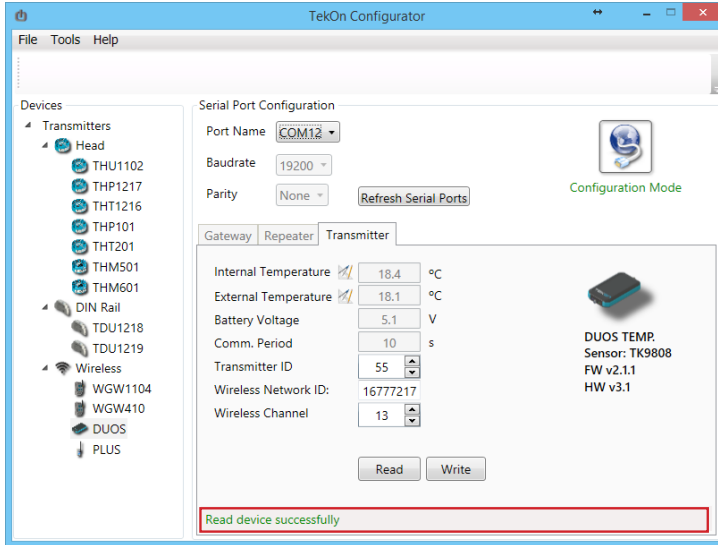 TekOn Configurator
File Tools Help
Devices
Transmitters
Head
THU1102
THP1217
THT1216
THP101
THT201
THM501
THM601
DIN Rail
TDU1218
TDU1219
Wireless
WGW1104
WGW410
DUOS
PLUS
Serial Port Configuration
Port Name COM12
Baudrate 19200
Parity None Refresh Serial Ports
Configuration Mode
Gateway Repeater Transmitter
Internal Temperature 18.4 ºC
External Temperature 18.1 ºC
Battery Voltage 5.1 V
Comm. Period 10 s
Transmitter ID 55
Wireless Network ID: 16777217
Wireless Channel 13
DUOS TEMP.
Sensor: TK9808
FW v2.1.1
HW v3.1
Read Write
Read device successfully